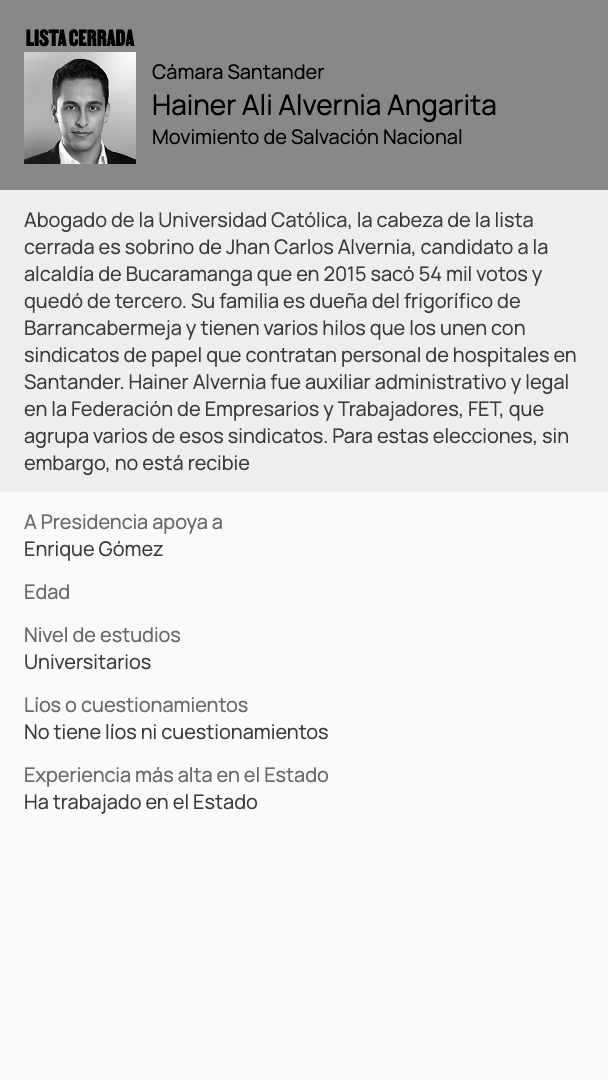 LISTA CERRADA
Cámara Santander
Hainer Ali Alvernia Angarita
Movimiento de Salvación Nacional
Abogado de la Universidad Católica, la cabeza de la lista
cerrada es sobrino de Jhan Carlos Alvernia, candidato a la
alcaldía de Bucaramanga que en 2015 sacó 54 mil votos y
quedó de tercero. Su familia es dueña del frigorífico de
Barrancabermeja y tienen varios hilos que los unen con
sindicatos de papel que contratan personal de hospitales en
Santander. Hainer Alvernia fue auxiliar administrativo y legal
en la Federación de Empresarios y Trabajadores, FET, que
agrupa varios de esos sindicatos. Para estas elecciones, sin
embargo, no está recibie
A Presidencia apoya a
Enrique Gómez
Edad
Nivel de estudios
Universitarios
Líos o cuestionamientos
No tiene líos ni cuestionamientos
Experiencia más alta en el Estado
Ha trabajado en el Estado